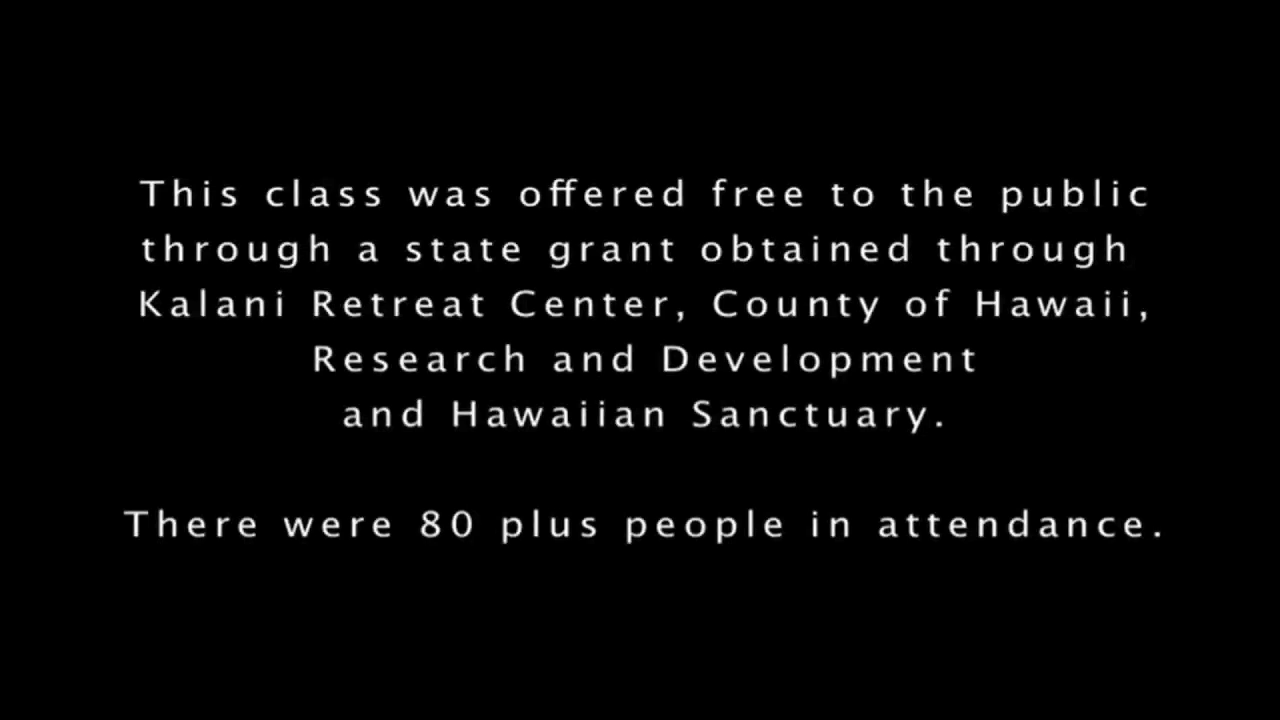 This class was offered free to the public
through a state grant obtained through
Kalani Retreat Center, County of Hawaii,
Research and Development
and Hawaiian Sanctuary.
There were 80 plus people in attendance.